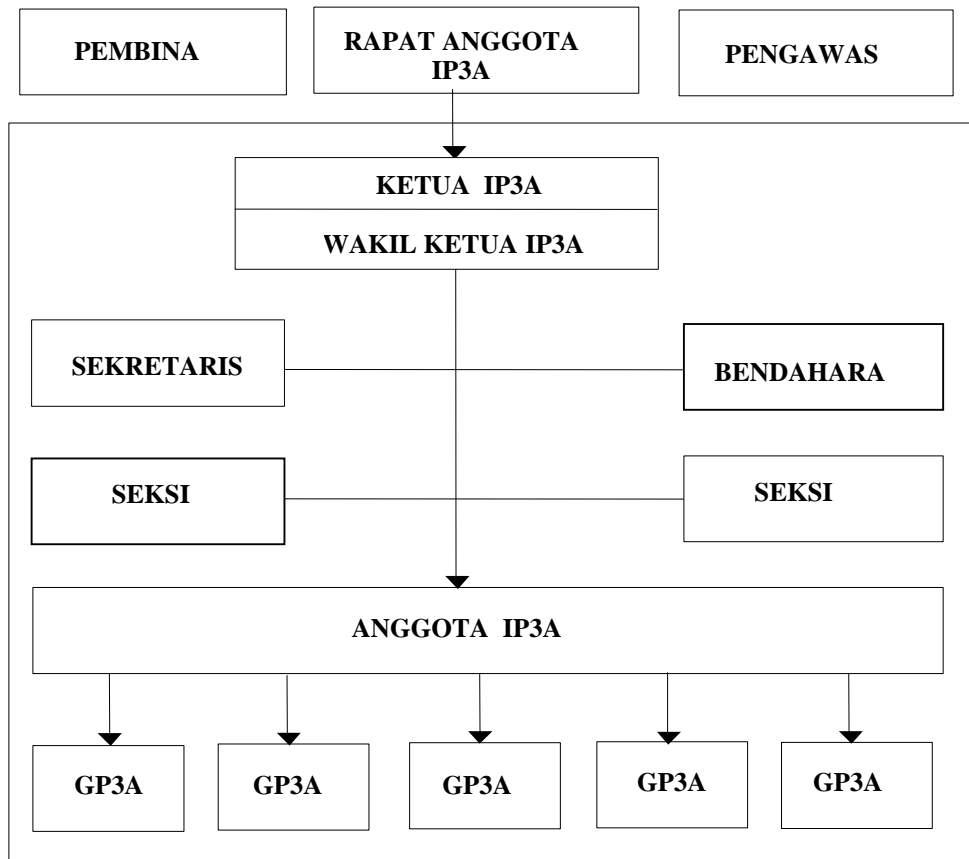 PEMBINA
RAPAT ANGGOTA
IP3A
PENGAWAS
KETUA IP3A
WAKIL KETUA IP3A
SEKRETARIS
BENDAHARA
SEKSI
SEKSI
ANGGOTA IP3A
GP3A
GP3A
GP3A
GP3A
GP3A